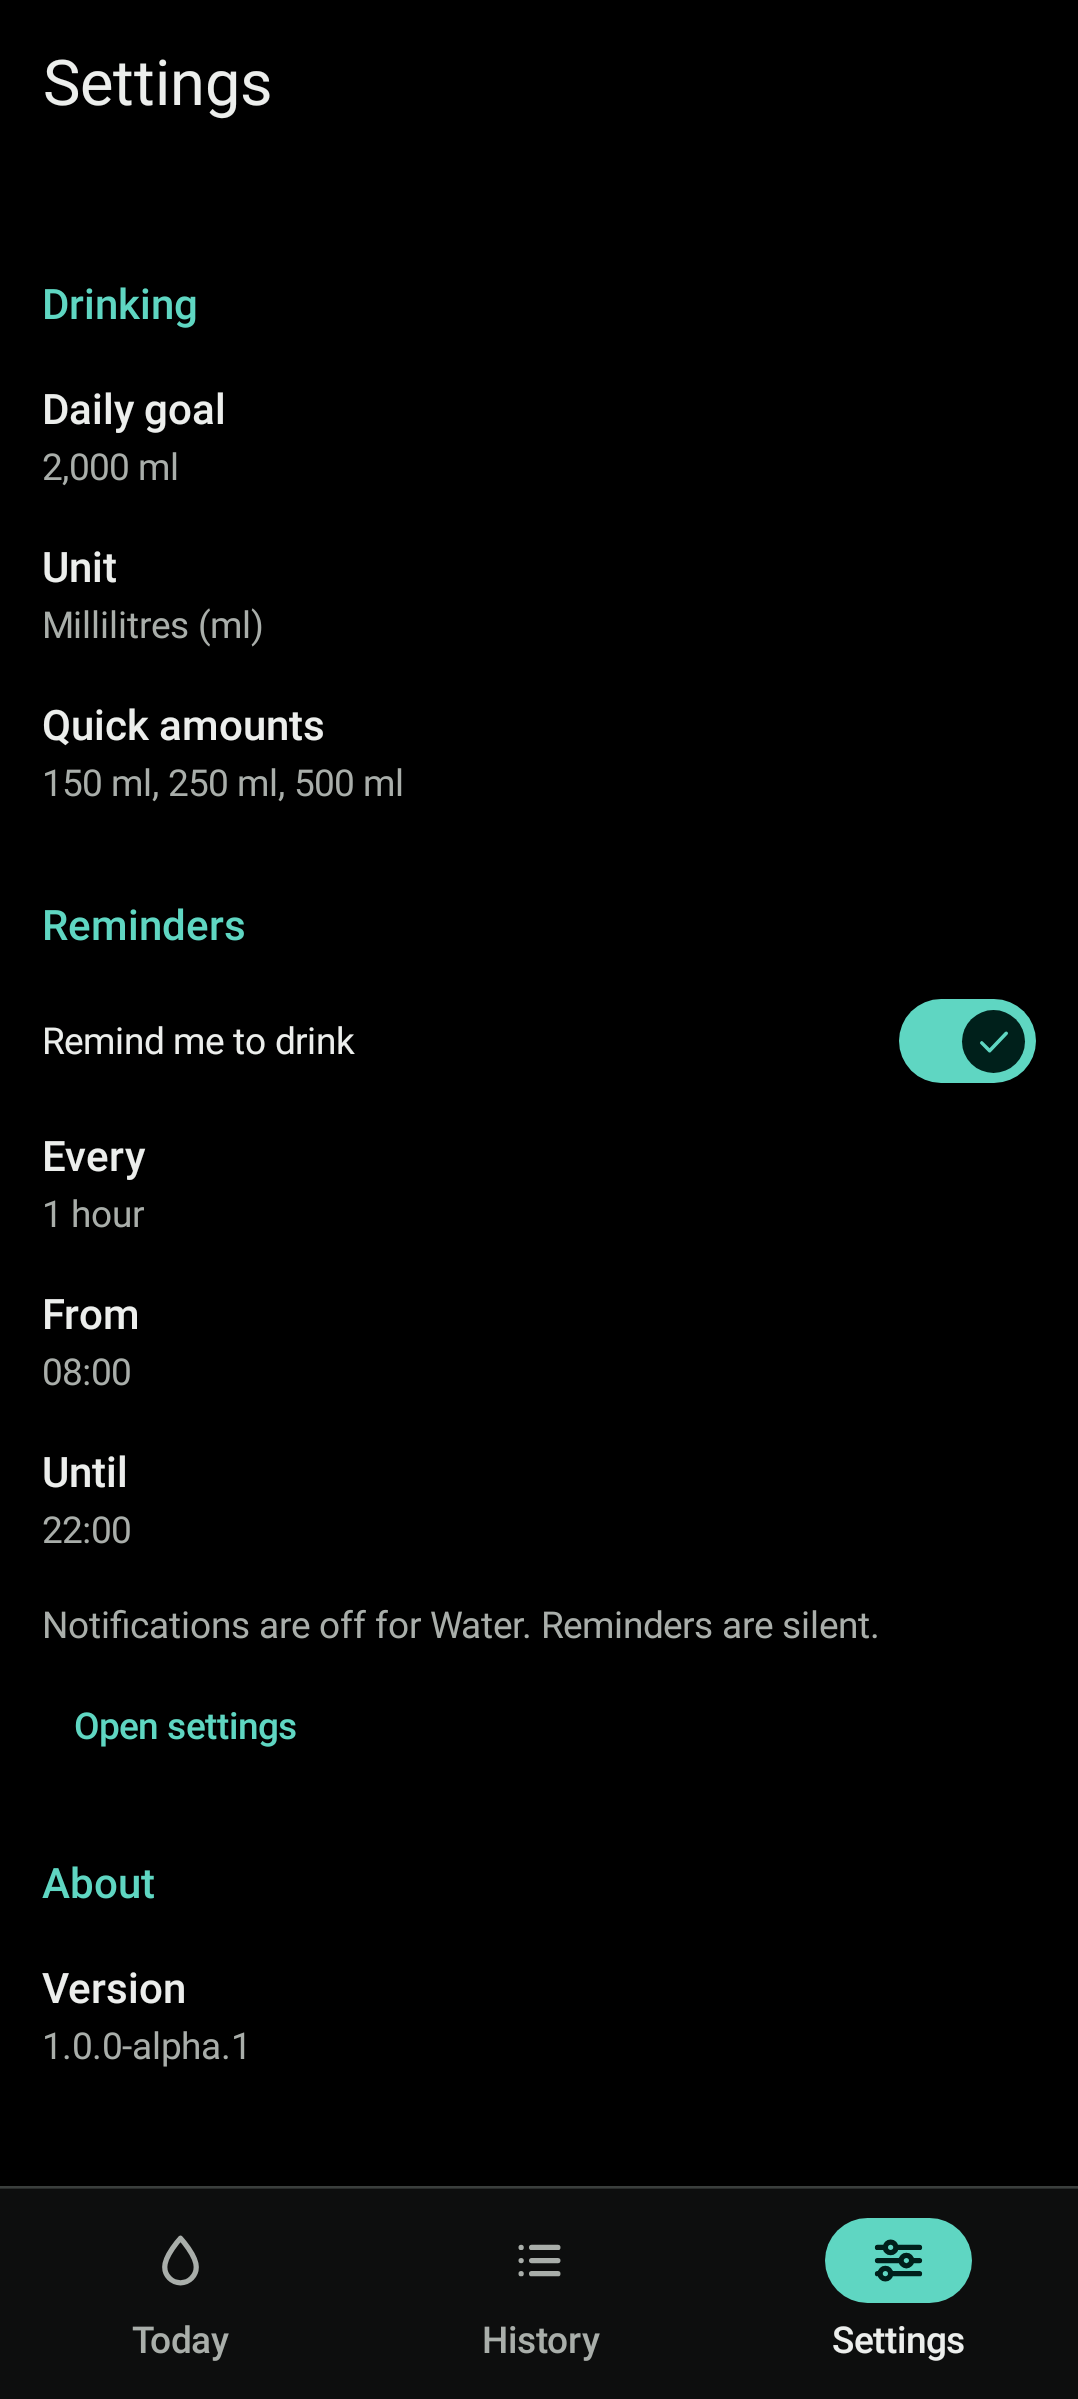 Settings
Drinking
Daily goal
2,000 ml
Unit
Millilitres (ml)
Quick amounts
150 ml, 250 ml, 500 ml
Reminders
Remind me to drink
Every
1 hour
From
08:00
Until
22:00
Notifications are off for Water. Reminders are silent.
Open settings
About
Version
1.0.0-alpha.1
Today
History
Settings